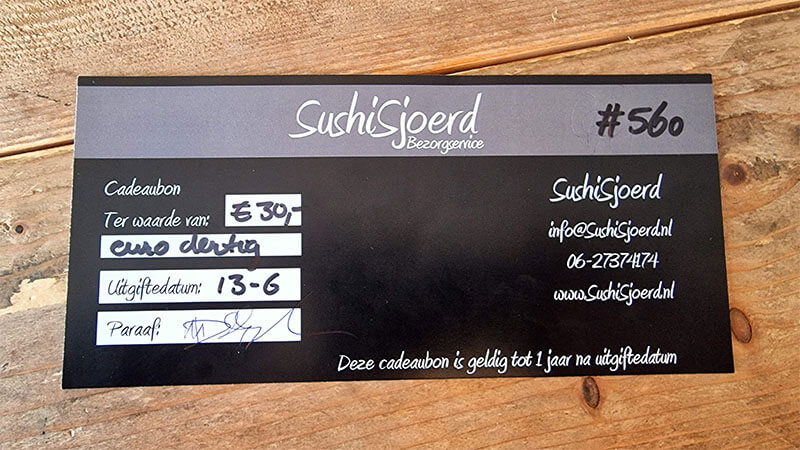 SushiSjoerd
Bezorgservice
#560
Cadeaubon
Ter waarde van: € 30,-
euro dertig
Uitgiftedatum: 13-6
Paraaf:
SushiSjoerd
info@SushiSjoerd.nl
06-27374174
www.SushiSjoerd.nl
Deze cadeaubon is geldig tot 1 jaar na uitgiftedatum